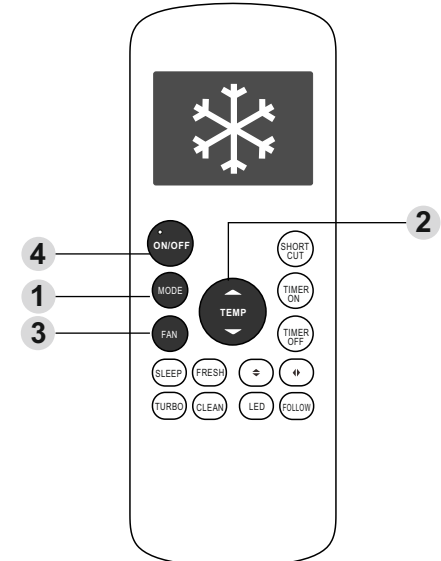 2
4
ON/OFF
SHORT
CUT
1
MODE
TEMP
TIMER
ON
3
FAN
TIMER
OFF
SLEEP
FRESH
TURBO
CLEAN
LED
FOLLOW